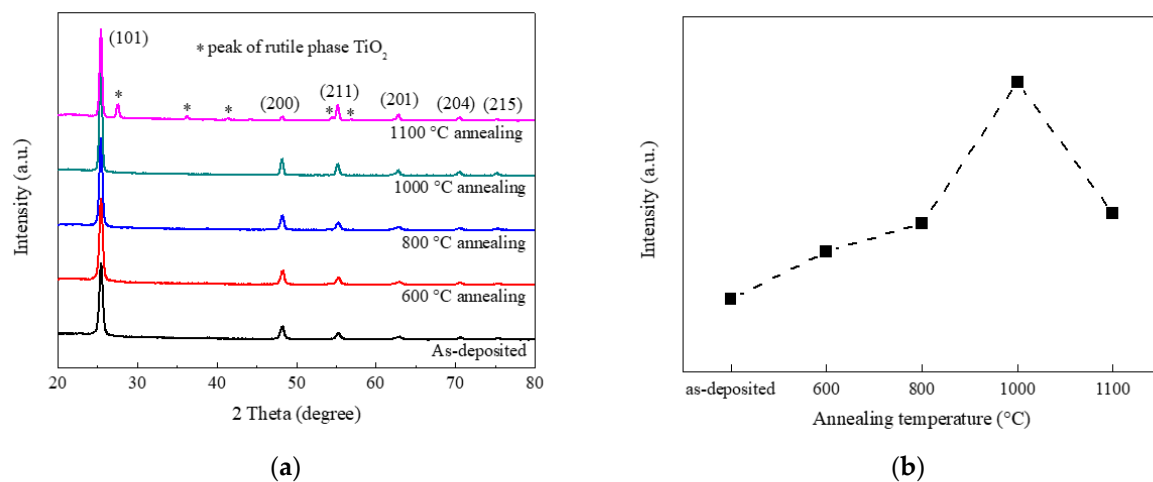 (101)
* peak of rutile phase TiO₂
*
*
*
(200)
*
(211)
*
(201)
(204)
(215)
1100 °C annealing
1000 °C annealing
800 °C annealing
600 °C annealing
As-deposited
Intensity (a.u.)
20 30 40 50 60 70 80
2 Theta (degree)
(a)
Intensity (a.u.)
as-deposited 600 800 1000 1100
Annealing temperature (°C)
(b)